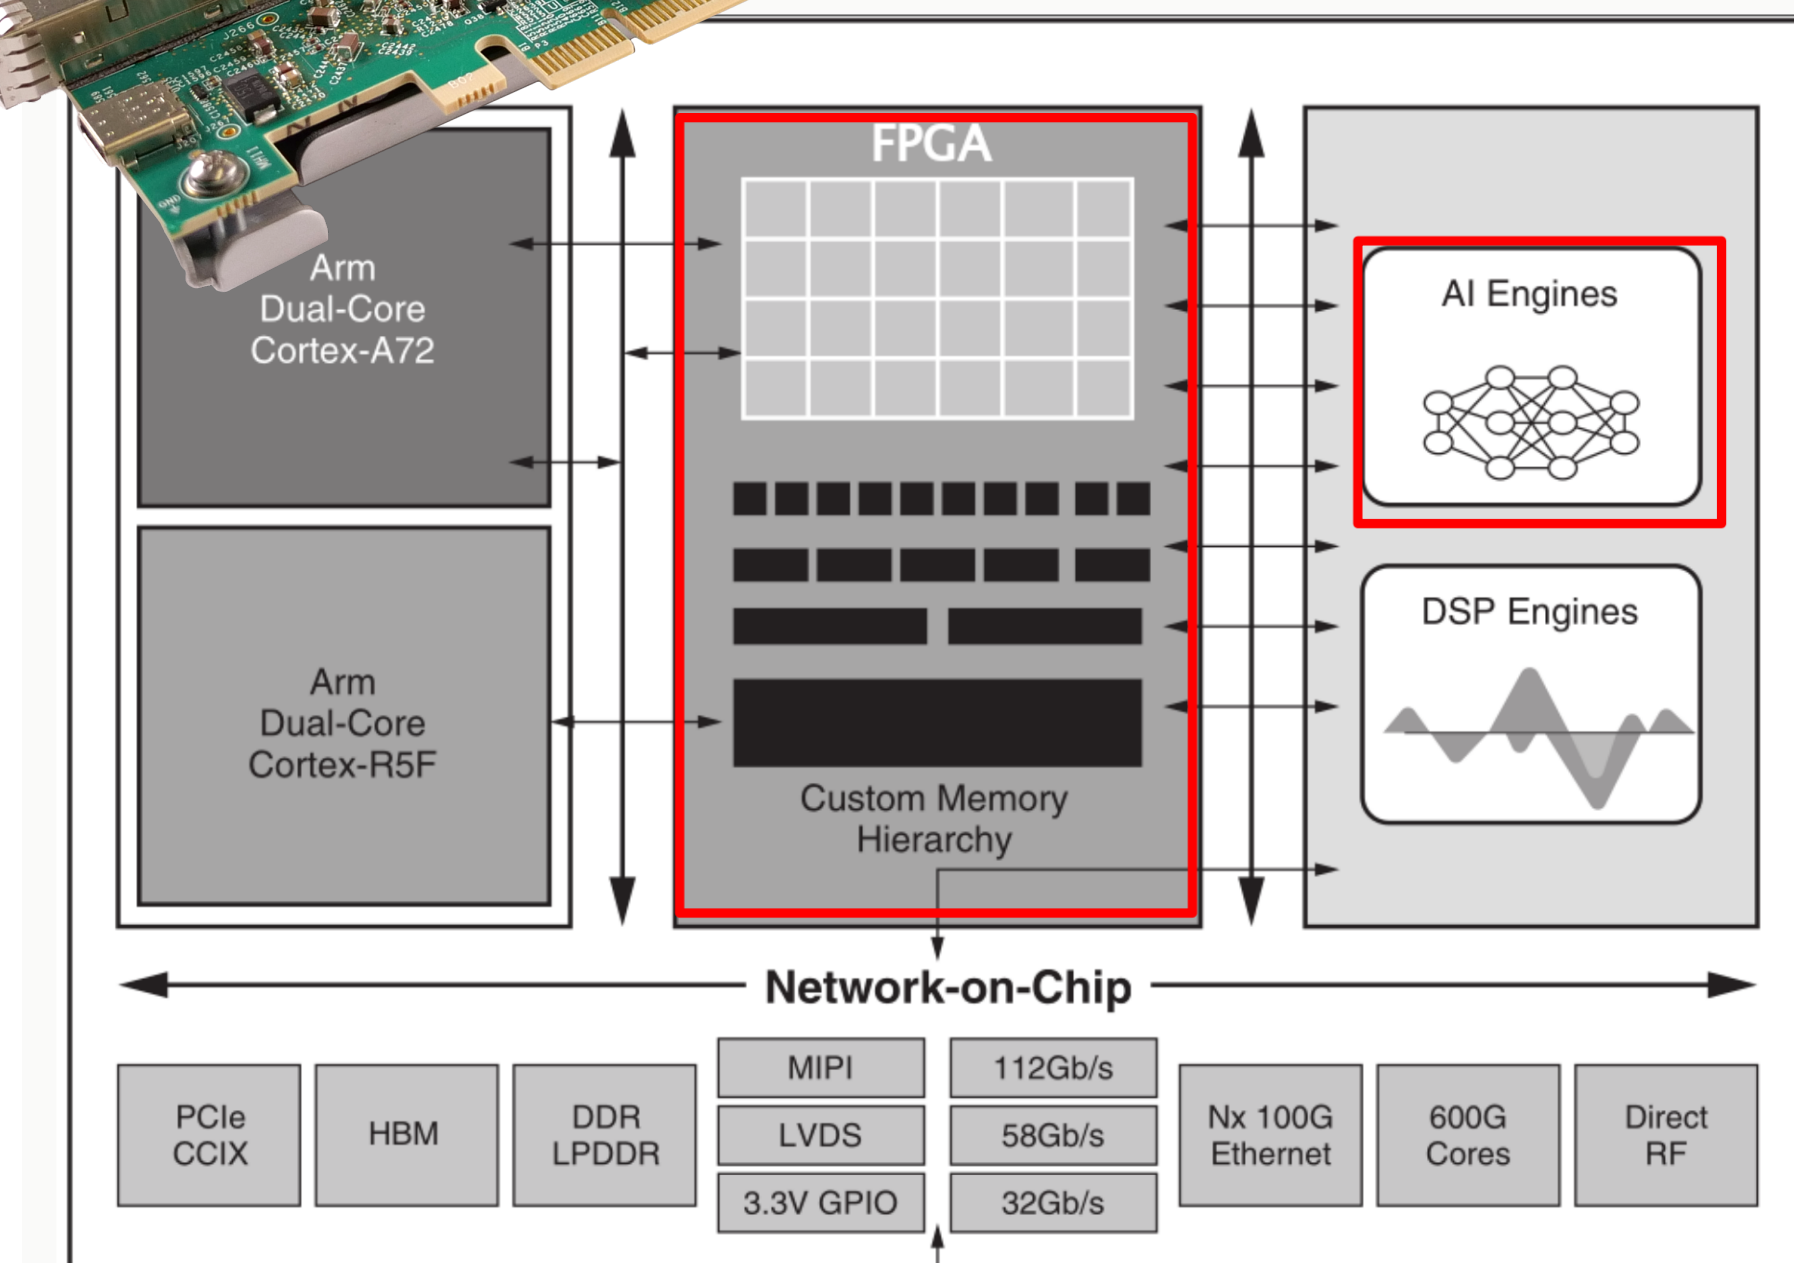 FPGA
Arm
Dual-Core
Cortex-A72
AI Engines
Arm
Dual-Core
Cortex-R5F
DSP Engines
Custom Memory
Hierarchy
Network-on-Chip
PCIe
CCIX
HBM
DDR
LPDDR
MIPI
LVDS
3.3V GPIO
112Gb/s
58Gb/s
32Gb/s
Nx 100G
Ethernet
600G
Cores
Direct
RF
GND
MH11